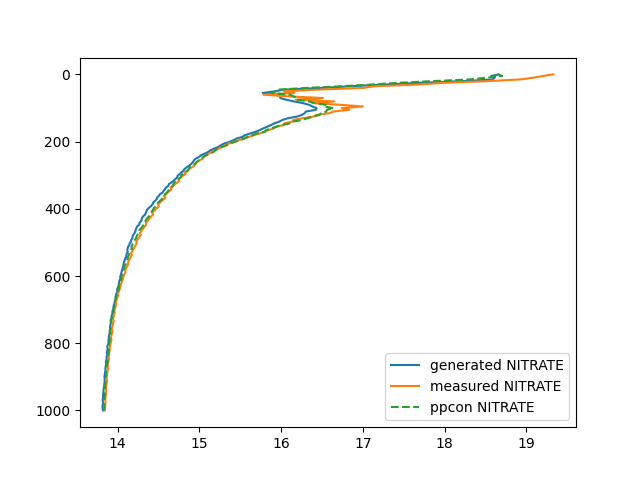 0
200
400
600
800
1000
14 15 16 17 18 19
generated NITRATE
measured NITRATE
ppcon NITRATE